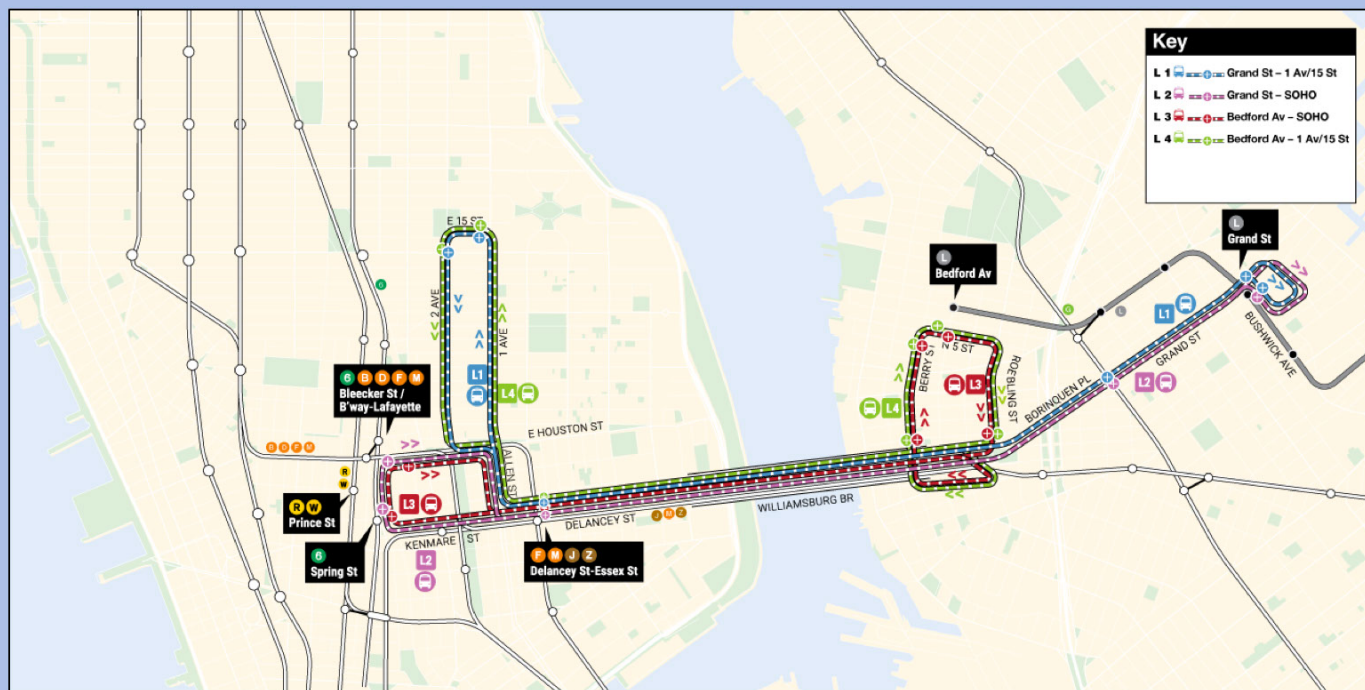 Key
L 1 Grand St – 1 Av/15 St
L 2 Grand St – SOHO
L 3 Bedford Av – SOHO
L 4 Bedford Av – 1 Av/15 St
L
Grand St
L
Bedford Av
E 15 ST
2 AVE
1 AVE
6
L1
L4
6 B D F M
Bleecker St /
B'way-Lafayette
B D F M
E HOUSTON ST
ALLEN ST
R
W
R W
Prince St
L3
6
Spring St
KENMARE ST
L2
DELANCEY ST
J M Z
F M J Z
Delancey St-Essex St
WILLIAMSBURG BR
N 5 ST
BERRY ST
ROEBLING ST
L3
L4
G
L
L1
L2
BORINQUEN PL
GRAND ST
BUSHWICK AVE